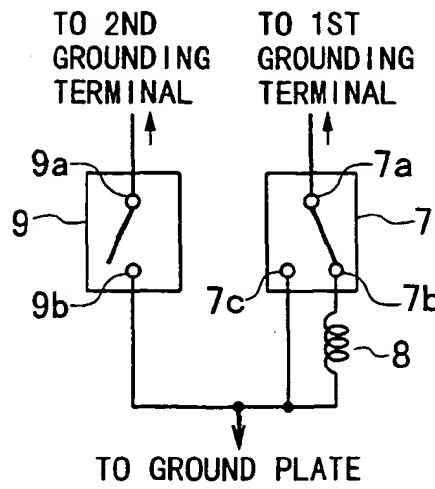 TO 2ND
GROUNDING
TERMINAL
TO 1ST
GROUNDING
TERMINAL
9a
7a
9
7
9b
7c
7b
8
TO GROUND PLATE